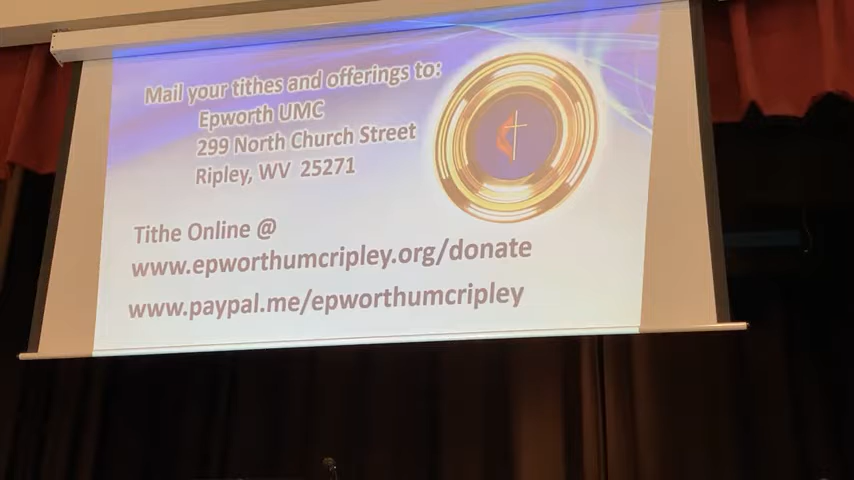 Mail your tithes and offerings to:
Epworth UMC
299 North Church Street
Ripley, WV 25271
Tithe Online @
www.epworthumcripley.org/donate
www.paypal.me/epworthumcripley